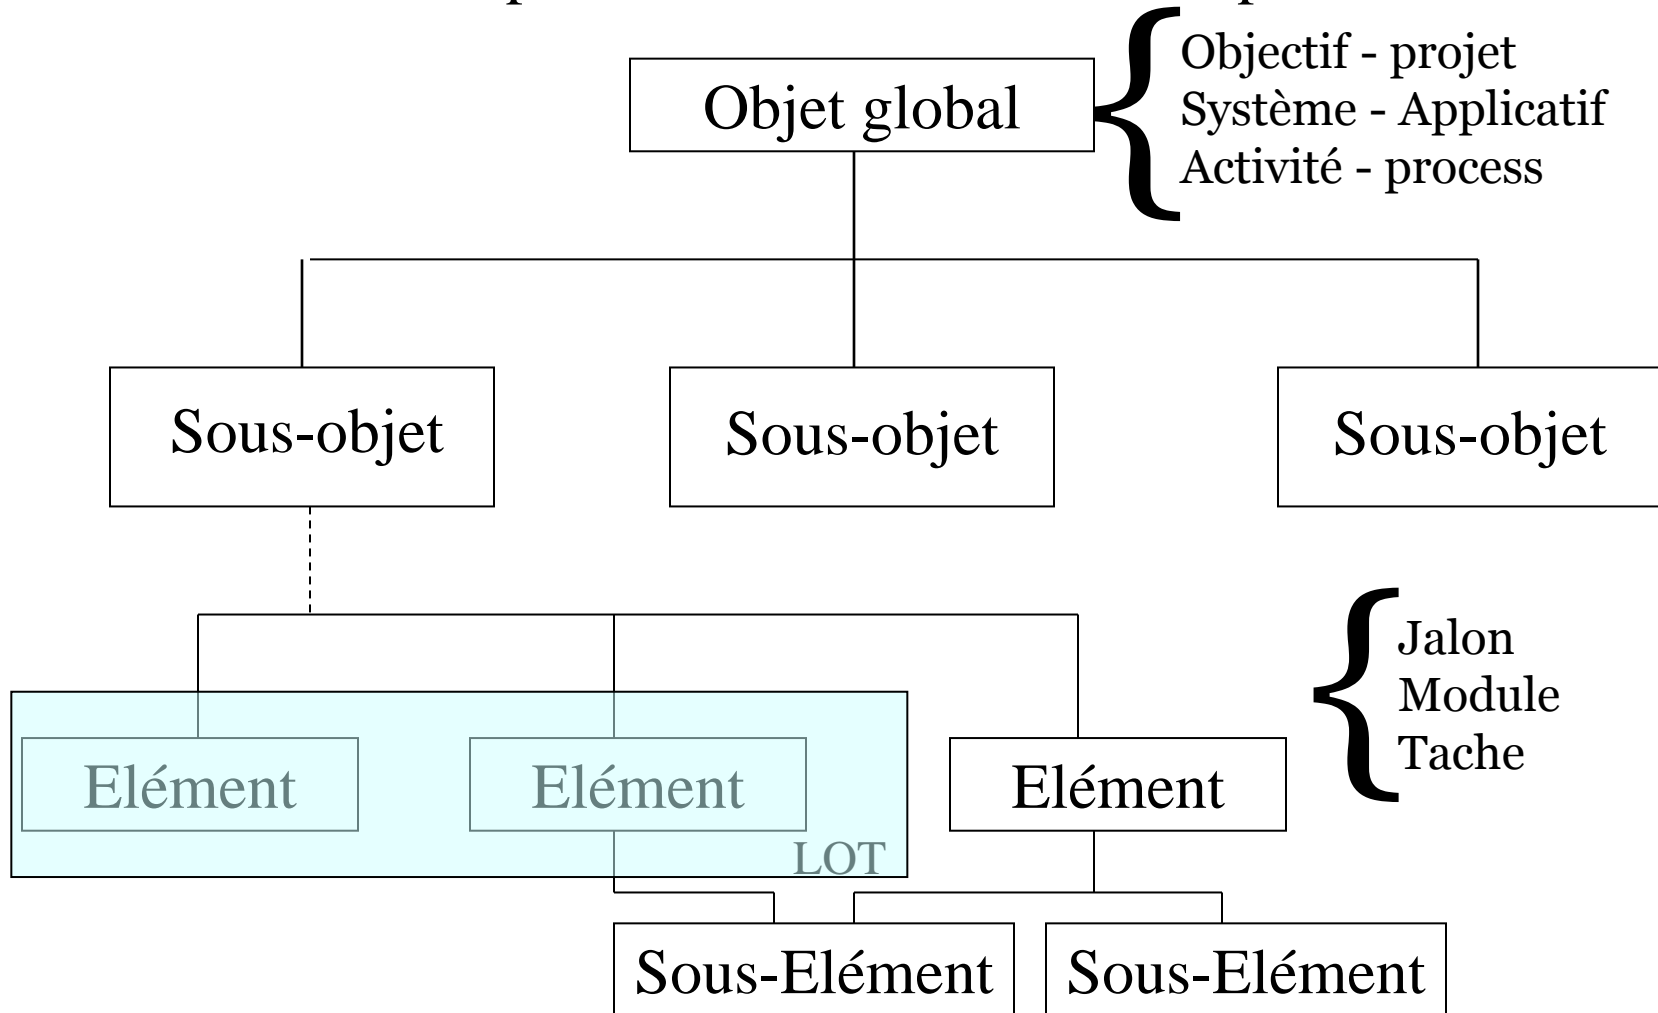 Objet global
Objectif - projet
Système - Applicatif
Activité - process
Sous-objet
Sous-objet
Sous-objet
Jalon
Module
Tache
Elément
Elément
Elément
LOT
Sous-Elément
Sous-Elément